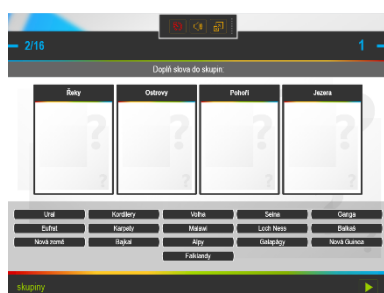 2/16 1
Doplň slova do skupin:
Řeky Ostrovy Pohoří Jezera
Ural Kordillery Volha Seina Ganga
Eufrat Karpaty Malawi Loch Ness Balkaš
Nová země Bajkal Alpy Galapágy Nová Guinea
Falklandy
skupiny